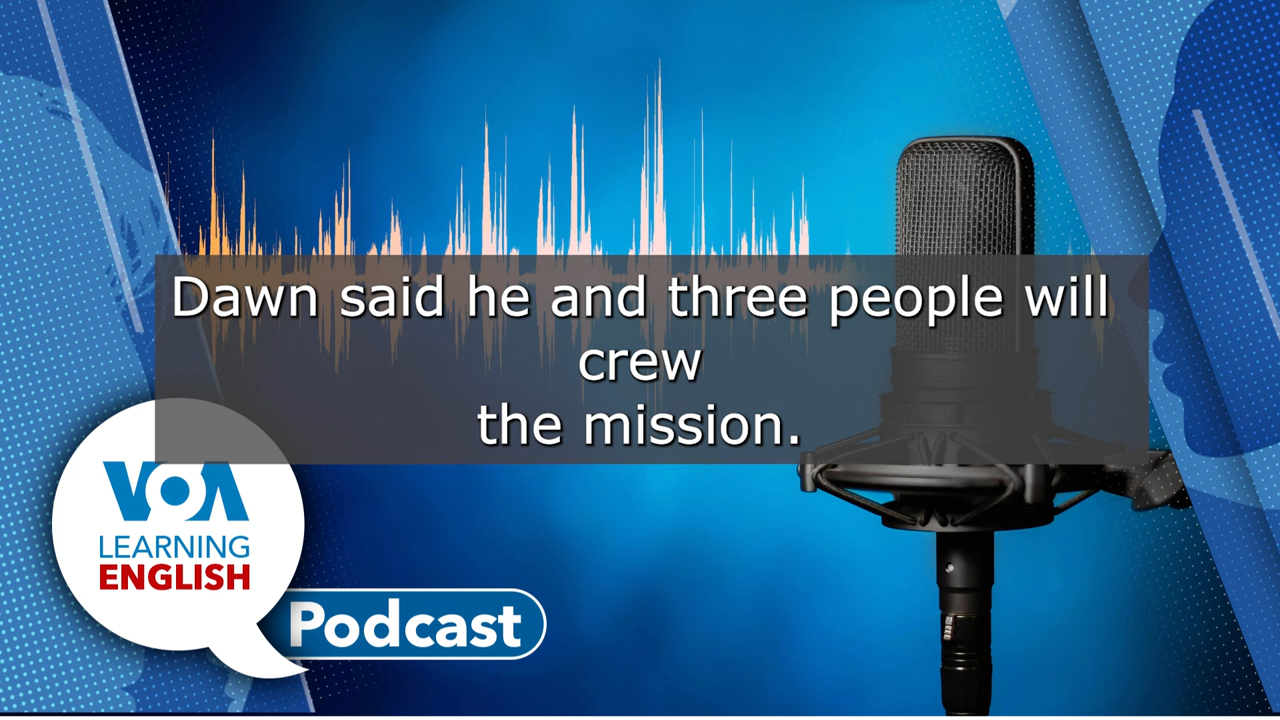 Dawn said he and three people will
crew
the mission.
VOA
LEARNING
ENGLISH
Podcast